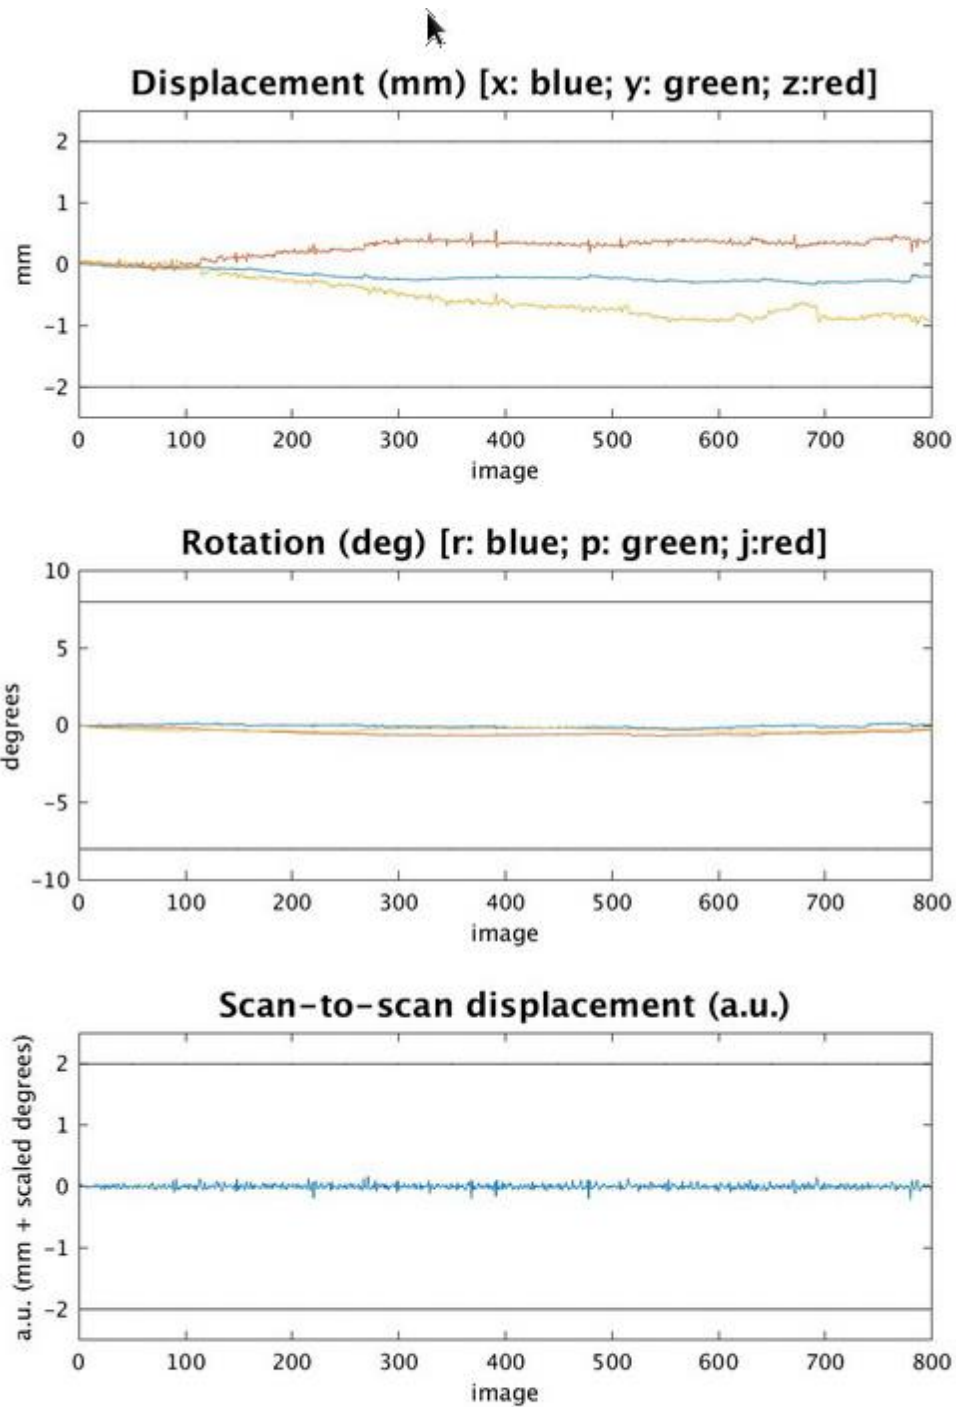 Displacement (mm) [x: blue; y: green; z:red]
2
1
0
−1
−2
mm
0 100 200 300 400 500 600 700 800
image
Rotation (deg) [r: blue; p: green; j:red]
10
5
0
−5
−10
degrees
0 100 200 300 400 500 600 700 800
image
Scan−to−scan displacement (a.u.)
2
1
0
−1
−2
a.u. (mm + scaled degrees)
0 100 200 300 400 500 600 700 800
image